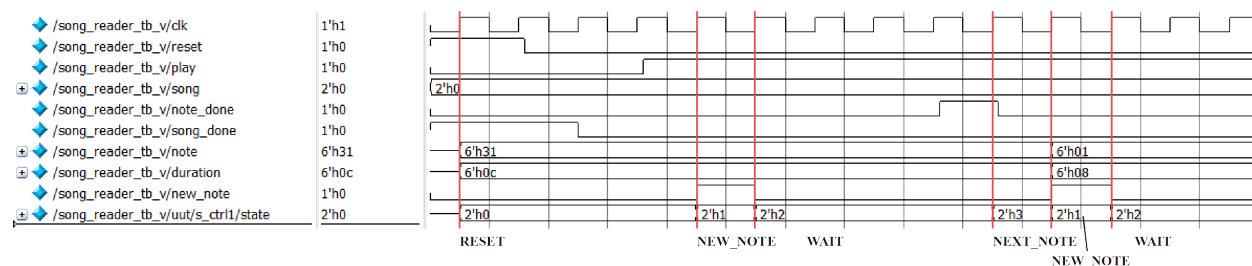 /song_reader_tb_v/clk 1'h1
/song_reader_tb_v/reset 1'h0
/song_reader_tb_v/play 1'h0
/song_reader_tb_v/song 2'h0 2'h0
/song_reader_tb_v/note_done 1'h0
/song_reader_tb_v/song_done 1'h0
/song_reader_tb_v/note 6'h31 6'h31 6'h01
/song_reader_tb_v/duration 6'h0c 6'h0c 6'h08
/song_reader_tb_v/new_note 1'h0
/song_reader_tb_v/uut/s_ctrl1/state 2'h0 2'h0 2'h1 2'h2 2'h3 2'h1 2'h2
RESET NEW_NOTE WAIT NEXT_NOTE WAIT
NEW_NOTE